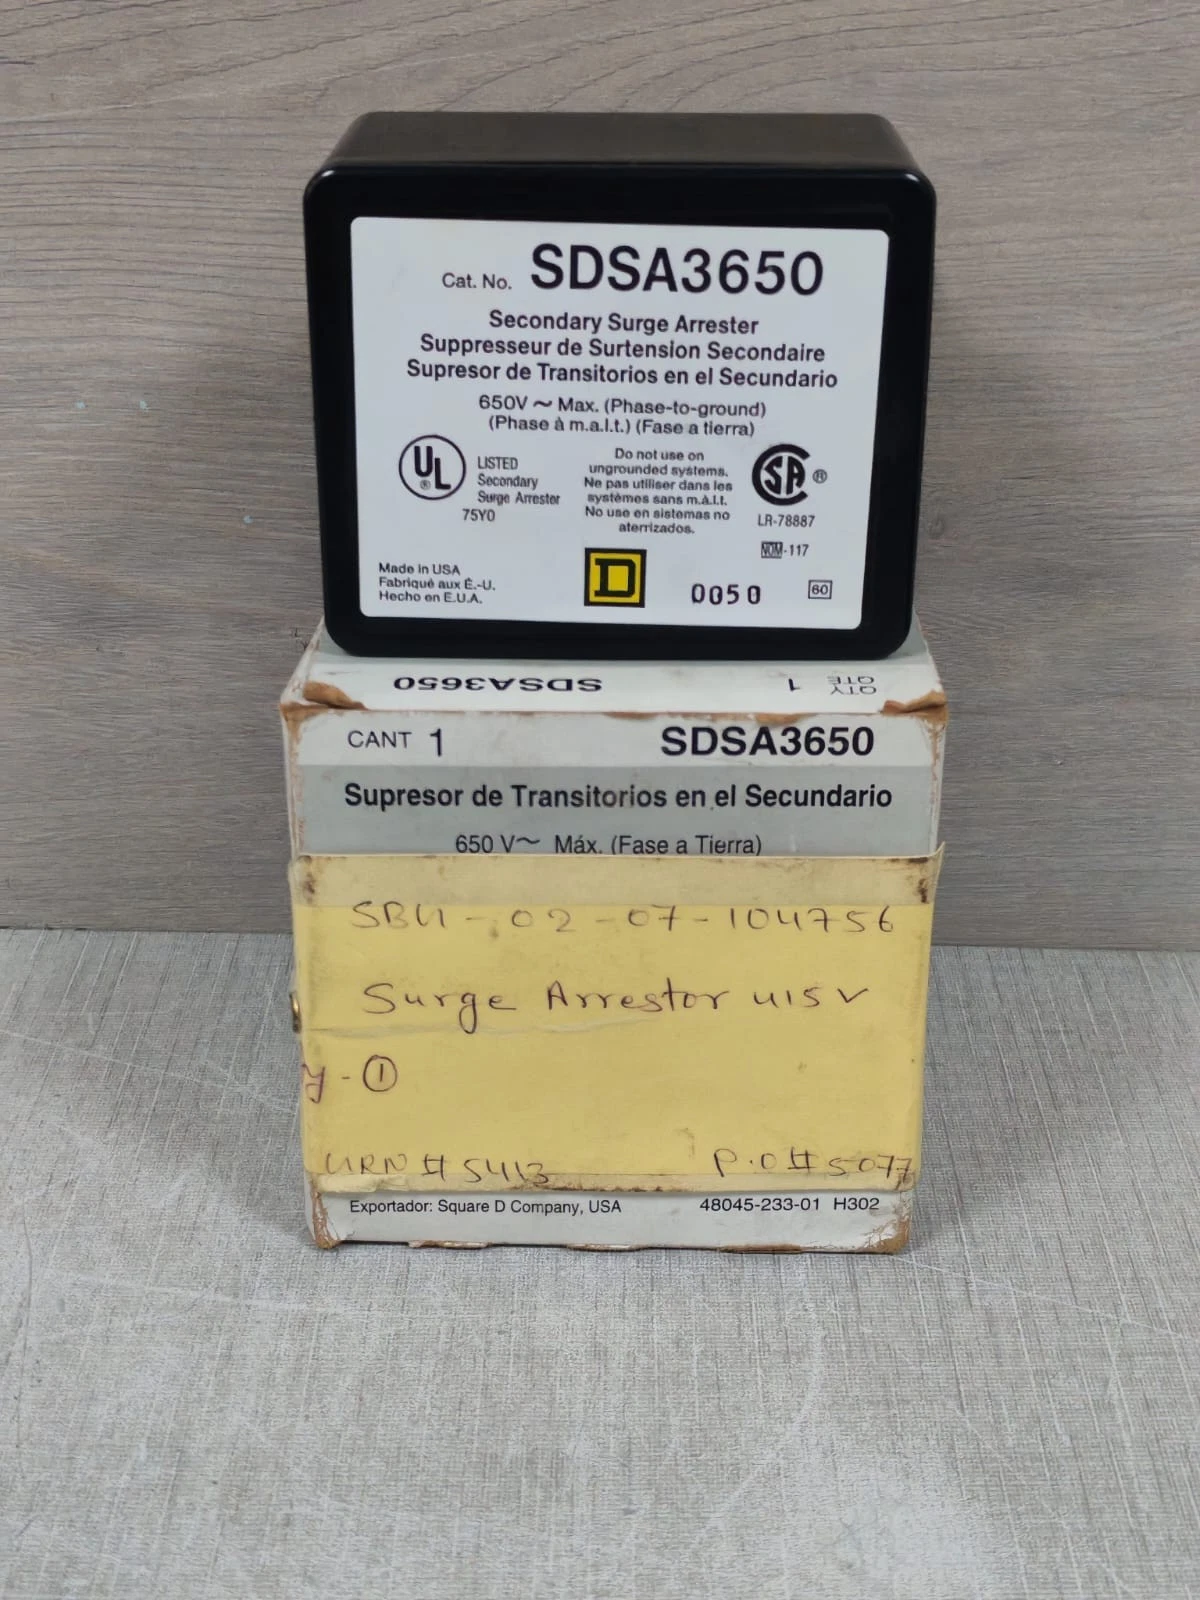 Cat. No. SDSA3650
Secondary Surge Arrester
Suppresseur de Surtension Secondaire
Supresor de Transitorios en el Secundario
650V ~ Max. (Phase-to-ground)
(Phase à m.a.l.t.) (Fase a tierra)
UL
®
LISTED
Secondary
Surge Arrester
75Y0
Do not use on
ungrounded systems.
Ne pas utiliser dans les
systèmes sans m.à.l.t.
No use en sistemas no
aterrizados.
SA ®
LR-78887
NOM-117
Made in USA
Fabriqué aux É.-U.
Hecho en E.U.A.
D
0050
60
SDSA3650
QTY
QTE 1
CANT 1 SDSA3650
Supresor de Transitorios en el Secundario
650 V~ Máx. (Fase a Tierra)
SBU-02-07-104756
Surge Arrestor 415 V
y - 1
URN # 5413 P.O # 5077
Exportador: Square D Company, USA 48045-233-01 H302